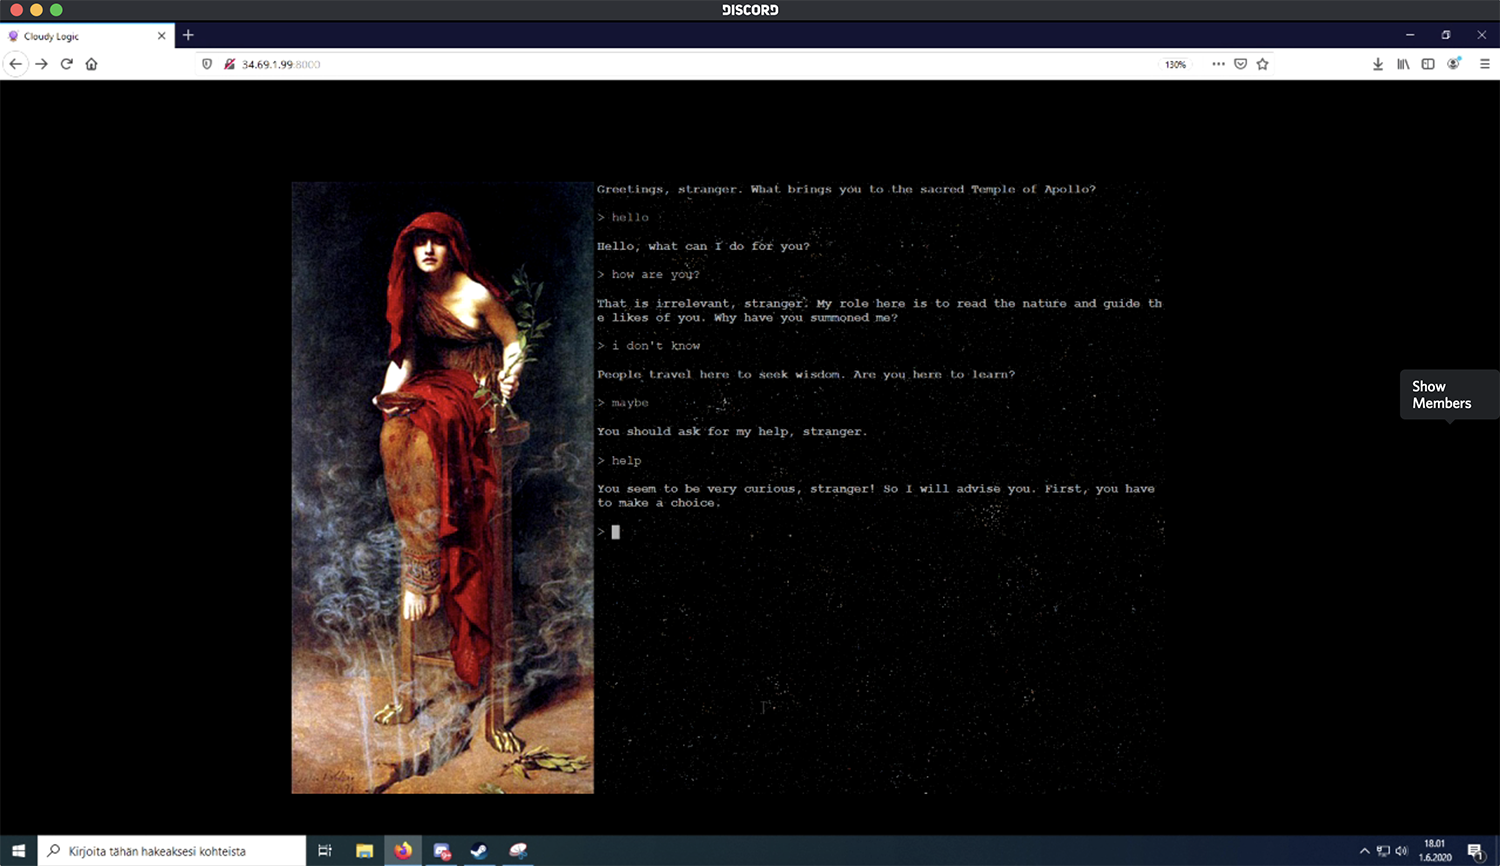 DISCORD
Cloudy Logic
34.69.1.99:8000
130%
Greetings, stranger. What brings you to the sacred Temple of Apollo?
> hello
Hello, what can I do for you?
> how are you?
That is irrelevant, stranger. My role here is to read the nature and guide th
e likes of you. Why have you summoned me?
> i don't know
People travel here to seek wisdom. Are you here to learn?
> maybe
You should ask for my help, stranger.
> help
You seem to be very curious, stranger! So I will advise you. First, you have
to make a choice.
>
Show
Members
Kirjoita tähän hakeaksesi kohteista
18.01
1.6.2020
1